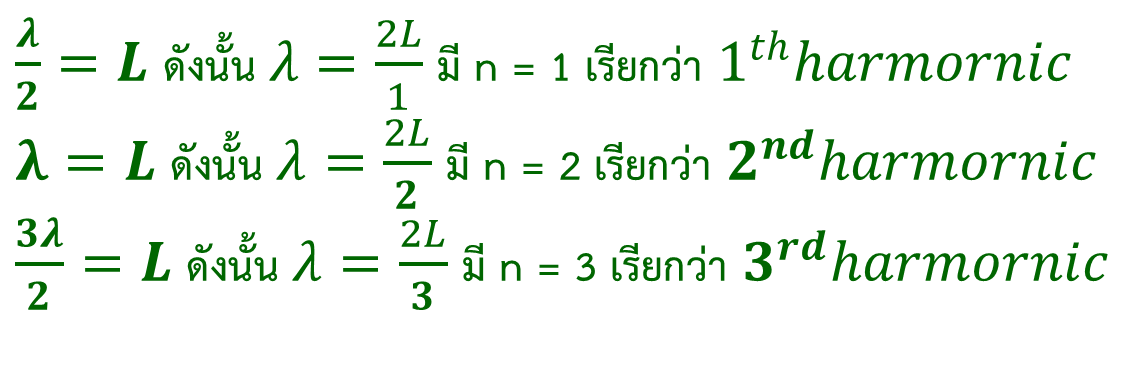 λ/2 = L ดังนั้น λ = 2L/1 มี n = 1 เรียกว่า 1^th harmornic
λ = L ดังนั้น λ = 2L/2 มี n = 2 เรียกว่า 2^nd harmornic
3λ/2 = L ดังนั้น λ = 2L/3 มี n = 3 เรียกว่า 3^rd harmornic